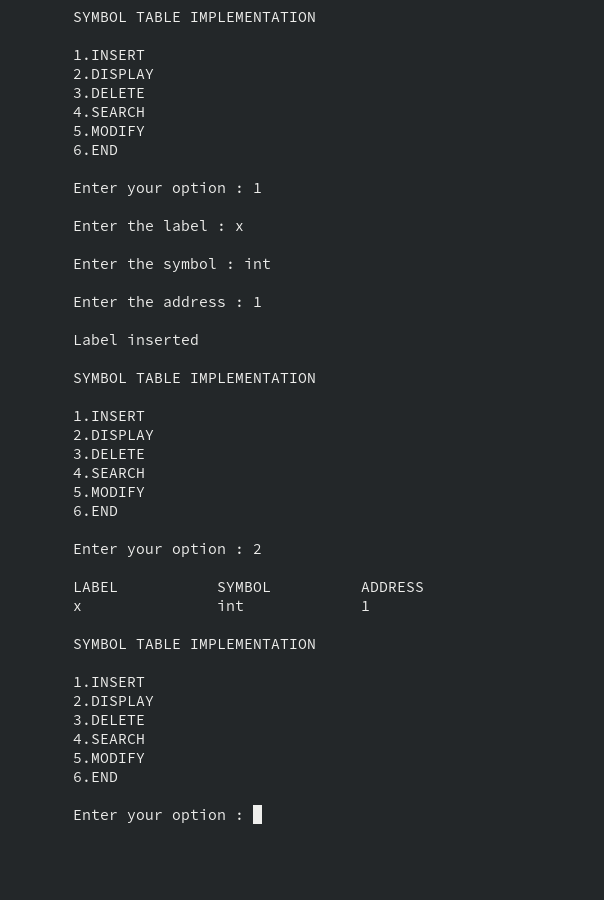 SYMBOL TABLE IMPLEMENTATION
1.INSERT
2.DISPLAY
3.DELETE
4.SEARCH
5.MODIFY
6.END
Enter your option : 1
Enter the label : x
Enter the symbol : int
Enter the address : 1
Label inserted
SYMBOL TABLE IMPLEMENTATION
1.INSERT
2.DISPLAY
3.DELETE
4.SEARCH
5.MODIFY
6.END
Enter your option : 2
LABEL SYMBOL ADDRESS
x int 1
SYMBOL TABLE IMPLEMENTATION
1.INSERT
2.DISPLAY
3.DELETE
4.SEARCH
5.MODIFY
6.END
Enter your option :